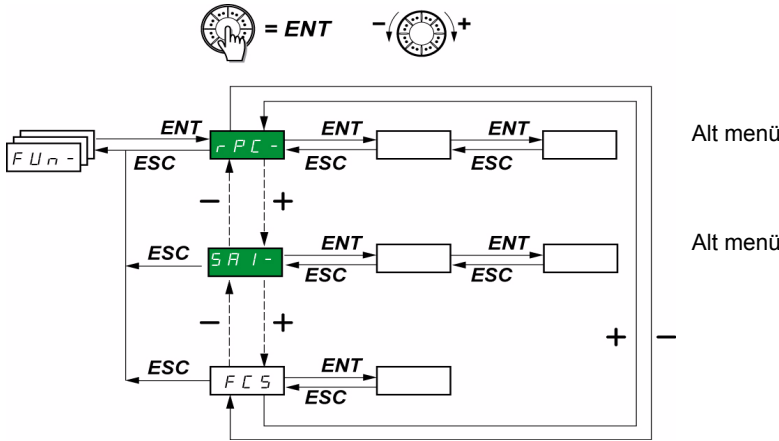 = ENT - +
ENT ENT ENT Alt menü
FUn- rPC-
ESC ESC ESC
- +
ENT ENT Alt menü
ESC SAI- ESC ESC
- + + -
ESC ENT
FCS ESC